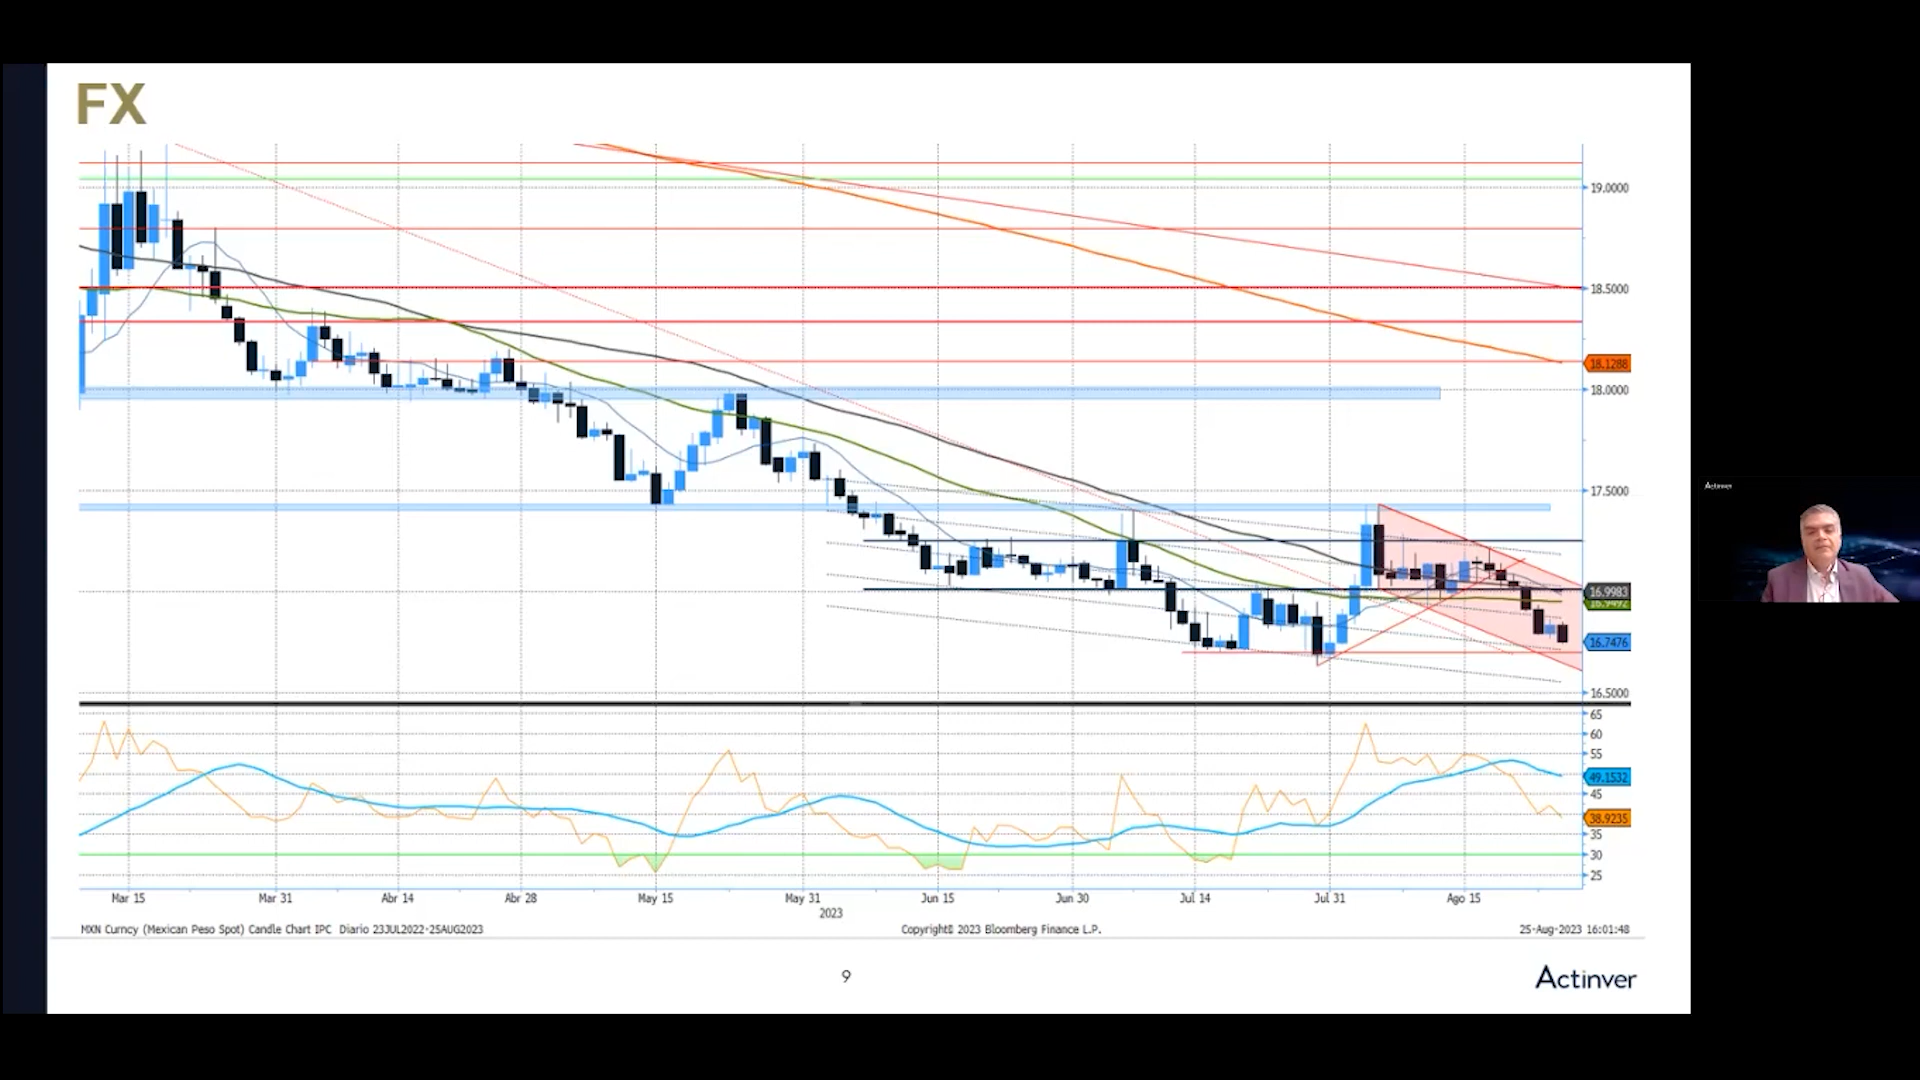 FX
19.0000
18.5000
18.1288
18.0000
17.5000
16.9983
16.7476
16.5000
65
60
55
49.1532
45
38.9235
35
30
25
Mar 15
Mar 31
Abr 14
Abr 28
May 15
May 31
Jun 15
Jun 30
Jul 14
Jul 31
Ago 15
2023
MXN Curncy (Mexican Peso Spot) Candle Chart IPC Diario 23JUL2022-25AUG2023
Copyright© 2023 Bloomberg Finance L.P.
25-Aug-2023 16:01:48
9
Actinver
Actinver